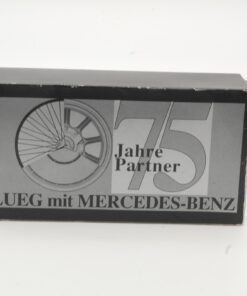 75
Jahre
Partner
LUEG mit MERCEDES-BENZ